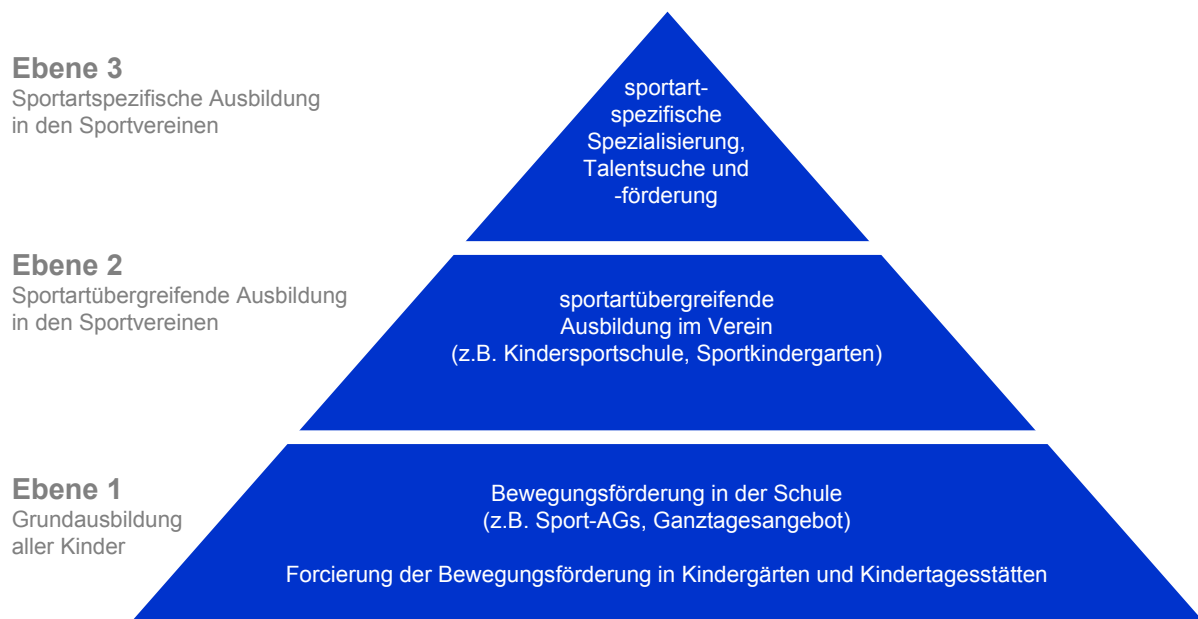 Ebene 3
Sportartspezifische Ausbildung
in den Sportvereinen
sportart-
spezifische
Spezialisierung,
Talentsuche und
-förderung
Ebene 2
Sportartübergreifende Ausbildung
in den Sportvereinen
sportartübergreifende
Ausbildung im Verein
(z.B. Kindersportschule, Sportkindergarten)
Ebene 1
Grundausbildung
aller Kinder
Bewegungsförderung in der Schule
(z.B. Sport-AGs, Ganztagesangebot)
Forcierung der Bewegungsförderung in Kindergärten und Kindertagesstätten